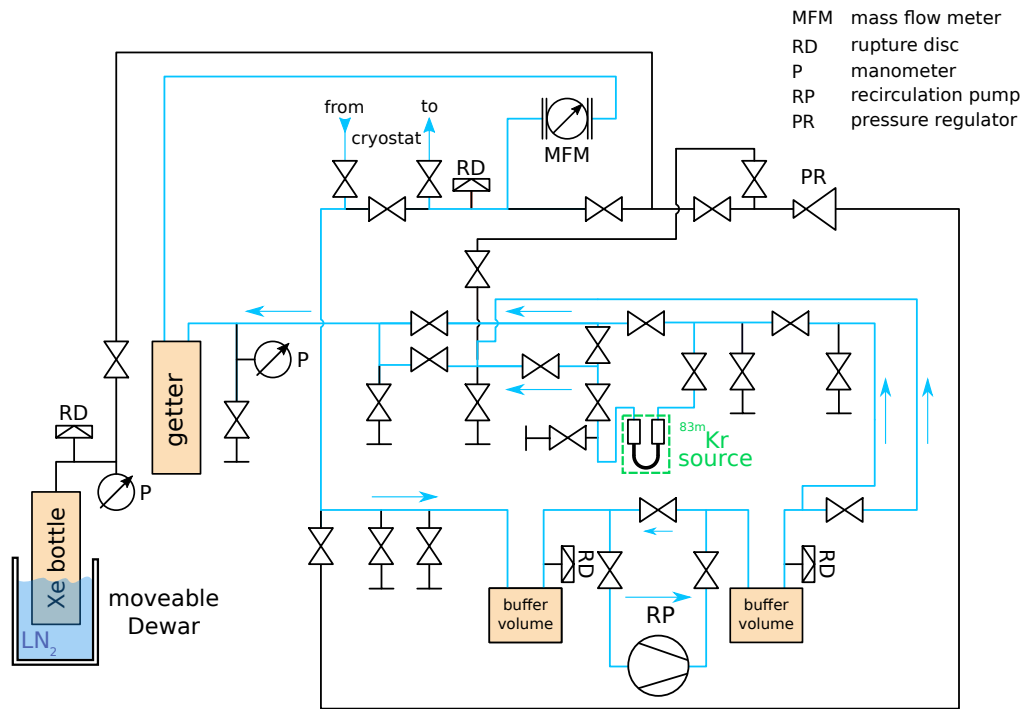 MFM mass flow meter
RD rupture disc
P manometer
RP recirculation pump
PR pressure regulator
from
to
cryostat
RD
MFM
PR
P
RD
getter
83mKr
source
P
Xe bottle
LN2
moveable
Dewar
RD
RD
buffer
volume
RP
buffer
volume